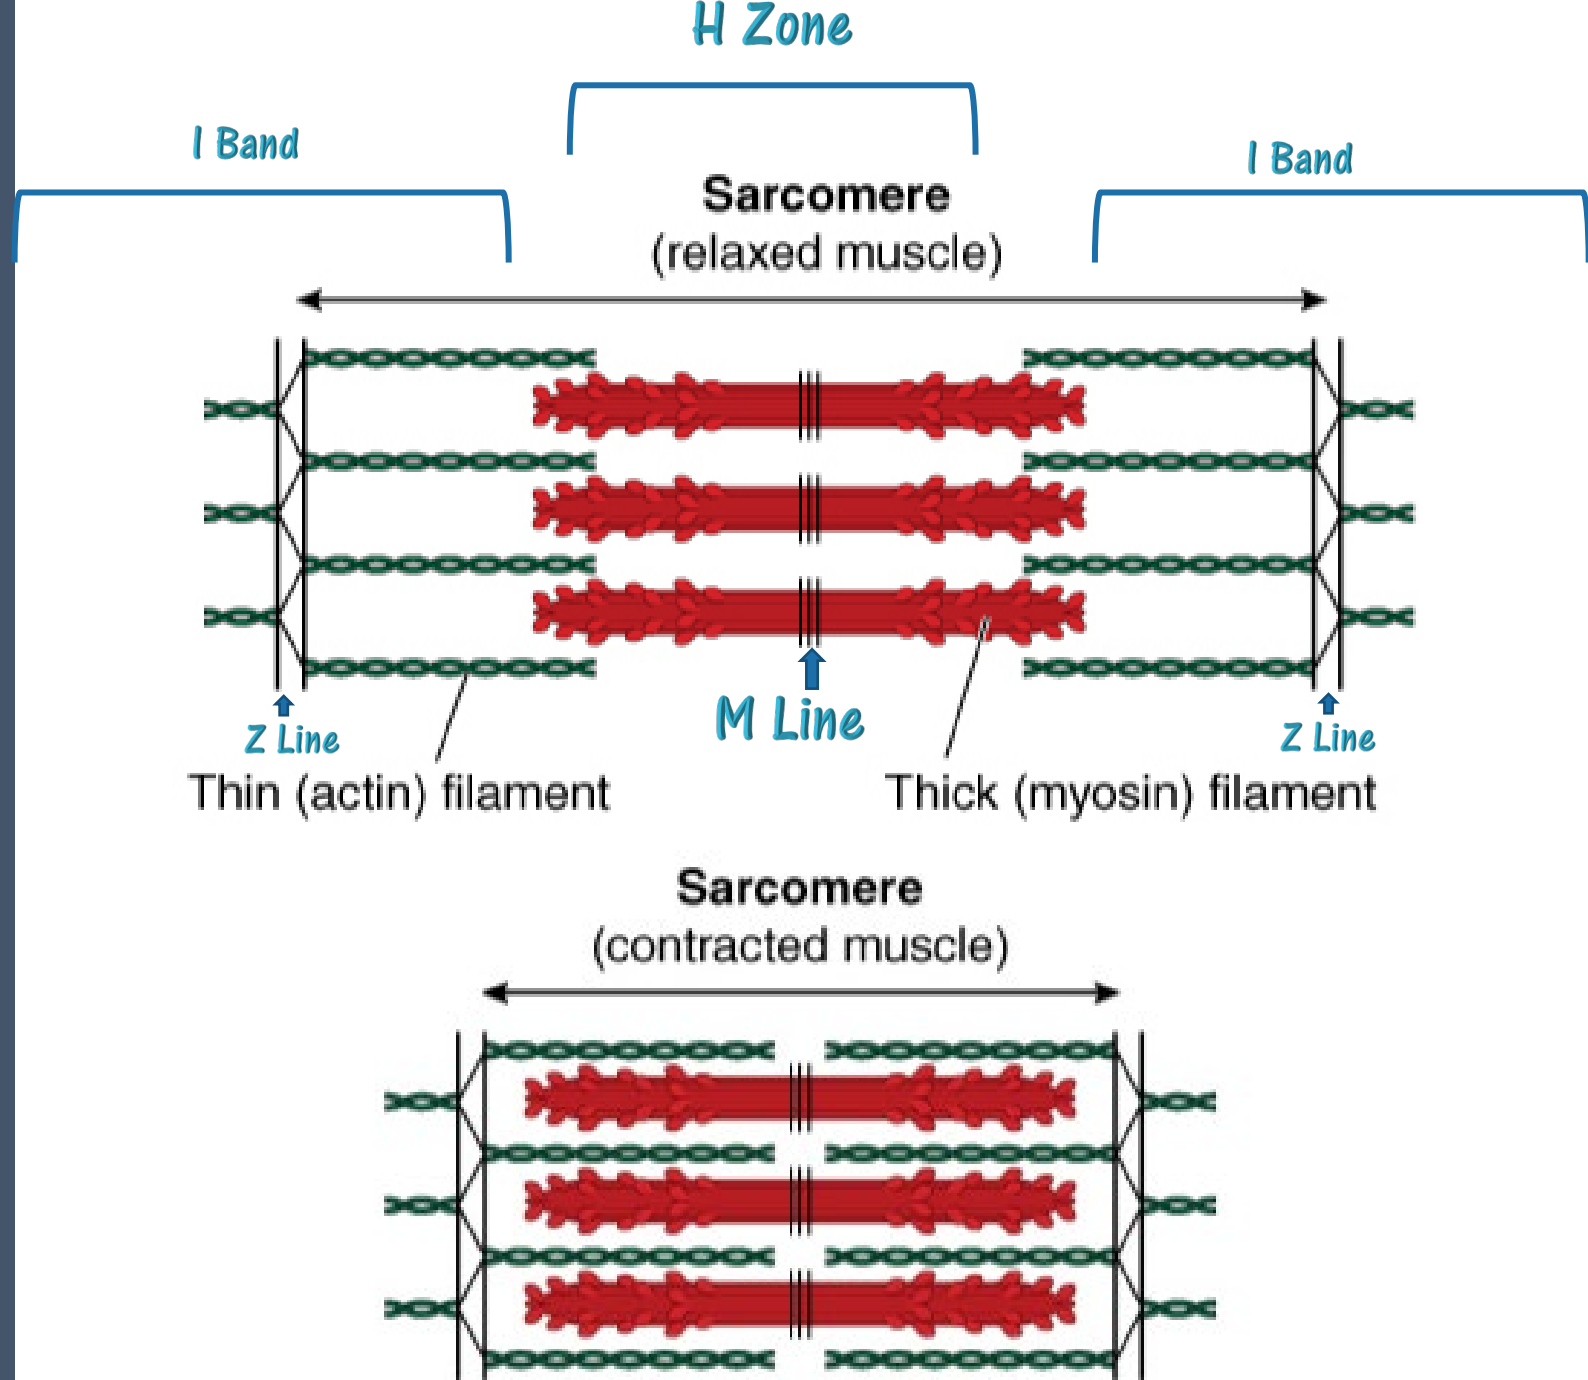 H Zone
I Band
I Band
Sarcomere
(relaxed muscle)
M Line
Z Line
Z Line
Thin (actin) filament
Thick (myosin) filament
Sarcomere
(contracted muscle)